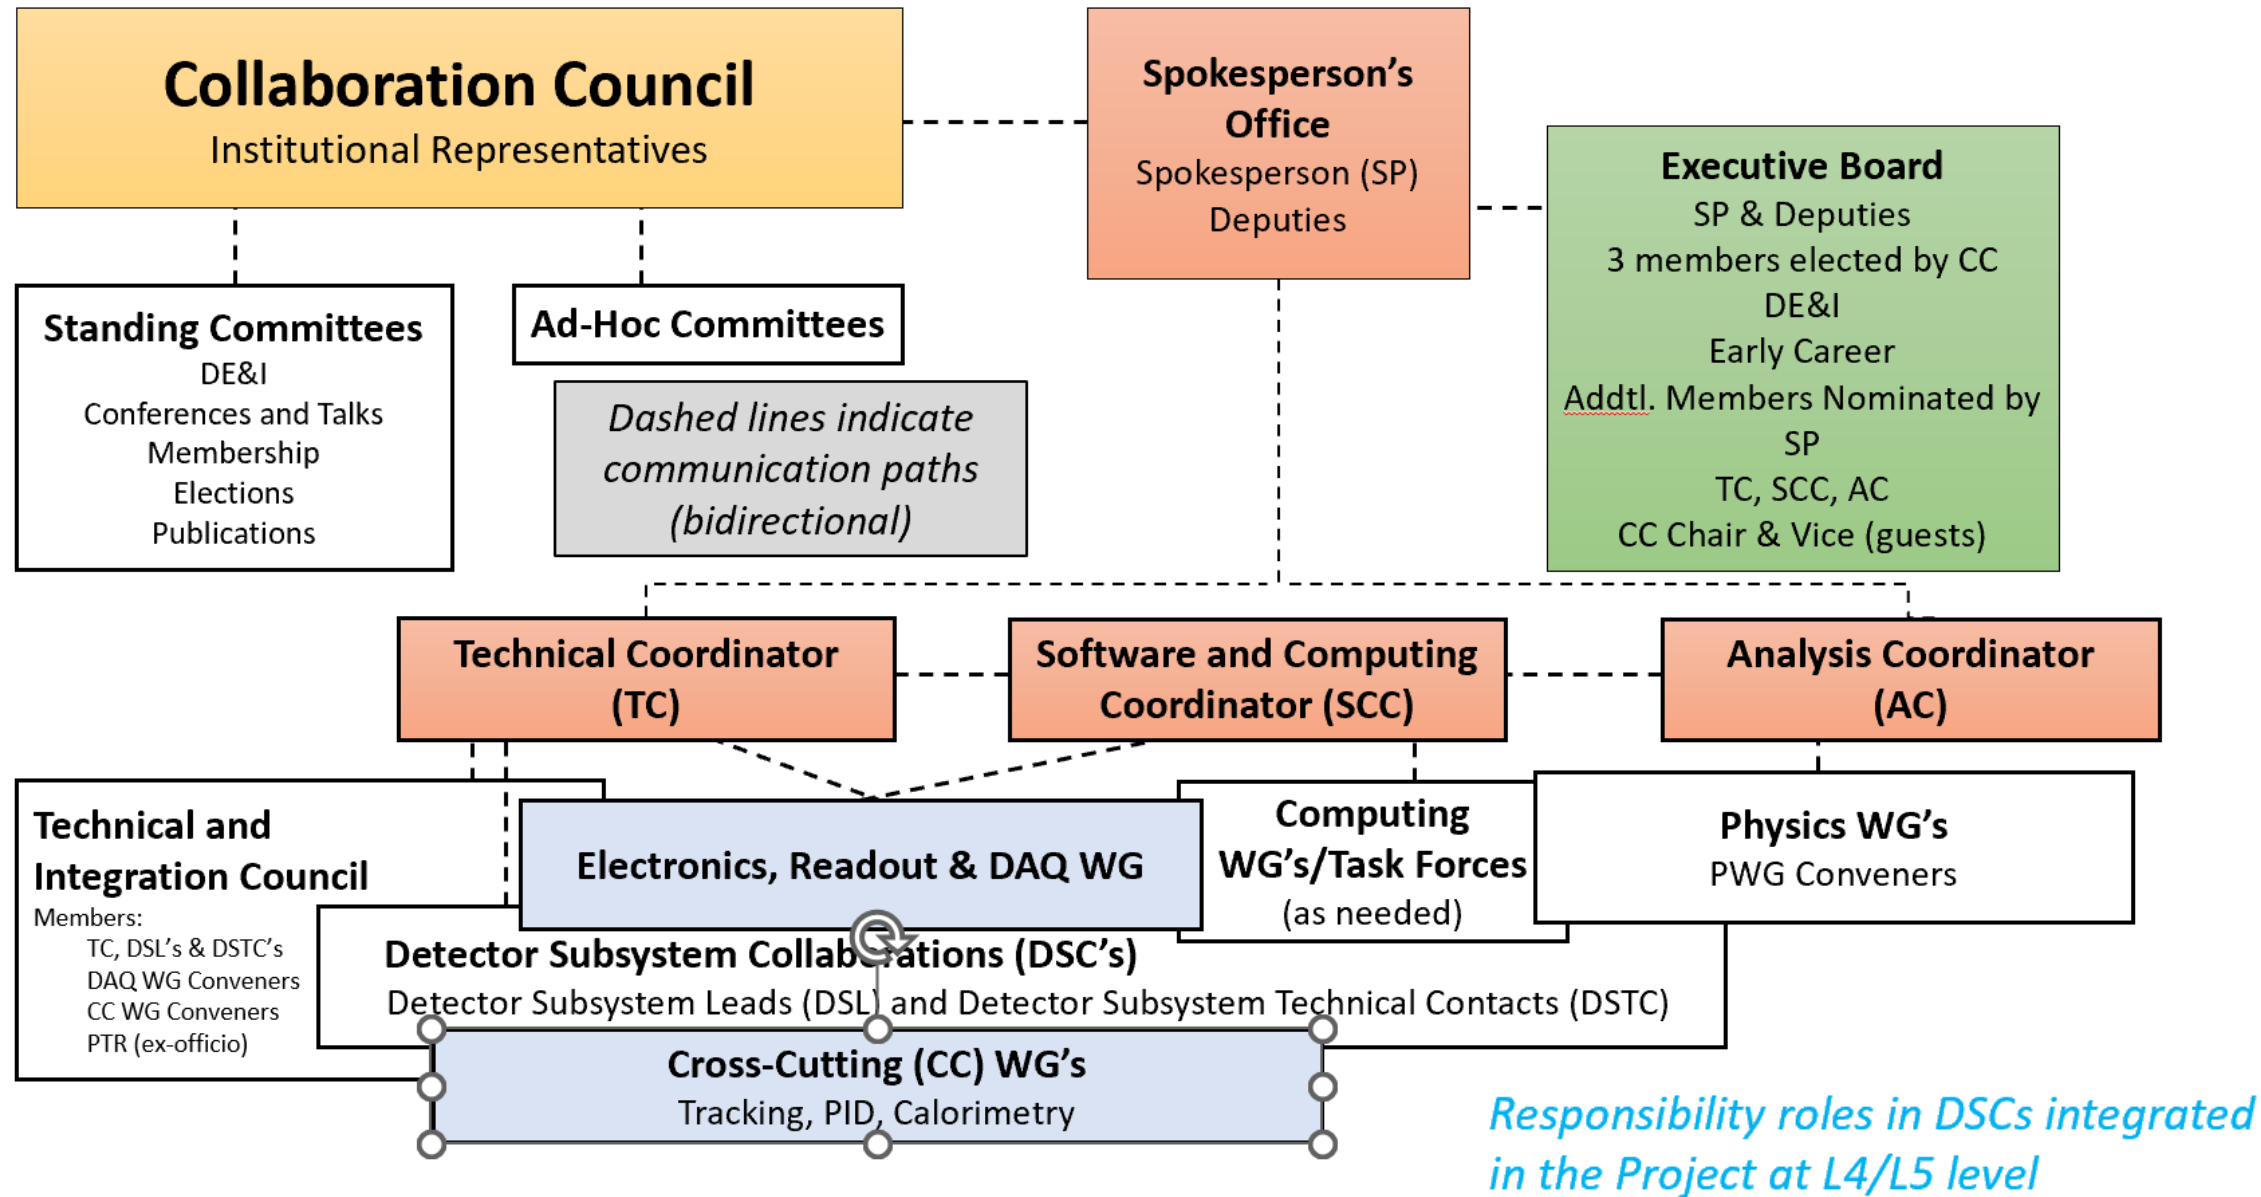 Collaboration Council
Institutional Representatives
Spokesperson's
Office
Spokesperson (SP)
Deputies
Executive Board
SP & Deputies
3 members elected by CC
DE&I
Early Career
Addtl. Members Nominated by
SP
TC, SCC, AC
CC Chair & Vice (guests)
Standing Committees
DE&I
Conferences and Talks
Membership
Elections
Publications
Ad-Hoc Committees
Dashed lines indicate
communication paths
(bidirectional)
Technical Coordinator
(TC)
Software and Computing
Coordinator (SCC)
Analysis Coordinator
(AC)
Technical and
Integration Council
Members:
TC, DSL's & DSTC's
DAQ WG Conveners
CC WG Conveners
PTR (ex-officio)
Electronics, Readout & DAQ WG
Computing
WG's/Task Forces
(as needed)
Physics WG's
PWG Conveners
Detector Subsystem Collaborations (DSC's)
Detector Subsystem Leads (DSL) and Detector Subsystem Technical Contacts (DSTC)
Cross-Cutting (CC) WG's
Tracking, PID, Calorimetry
Responsibility roles in DSCs integrated
in the Project at L4/L5 level